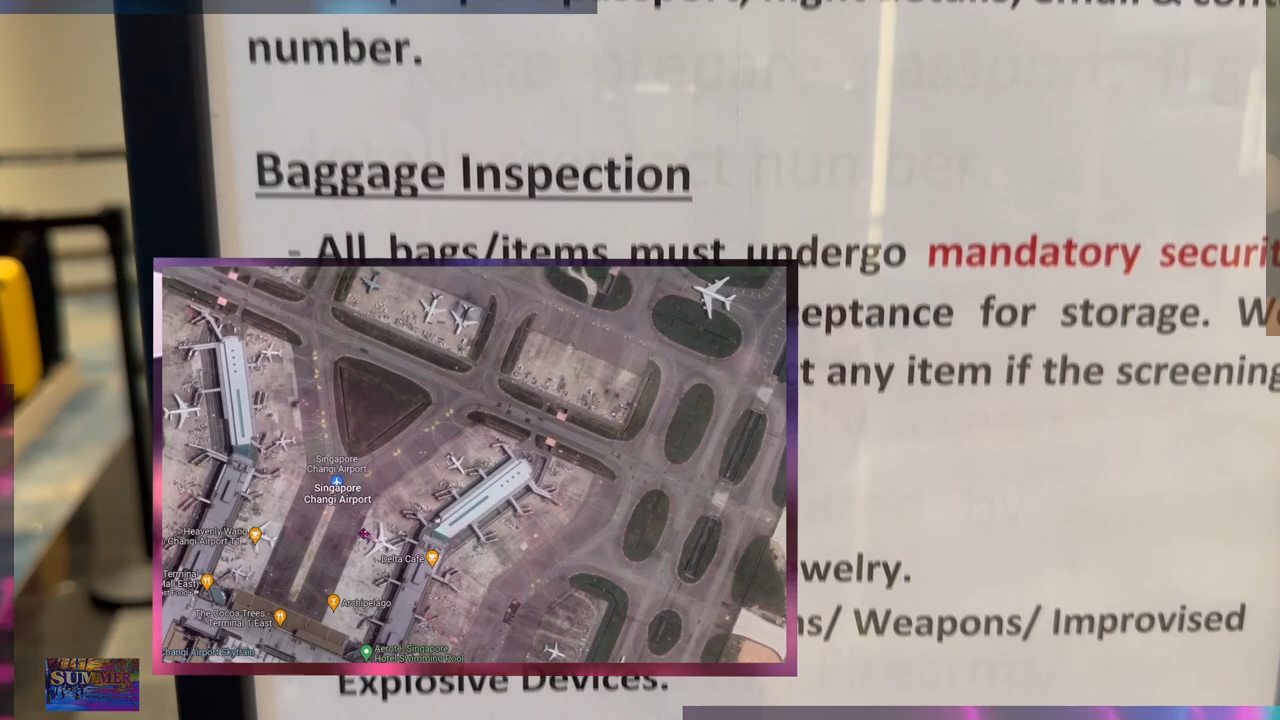 number.
Baggage Inspection
- All bags/items must undergo mandatory securit
eptance for storage. W
t any item if the screening
welry.
ns/ Weapons/ Improvised
Explosive Devices.
Singapore
Changi Airport
Singapore
Changi Airport
Heavenly Wang
Changi Airport T1
Delta Café
Terminal
The Cocoa Trees -
Terminal 1 East
Archipelago
Changi Airport Skytrain
Aerotel Singapore
Hotel Swimming Pool
SUMMER